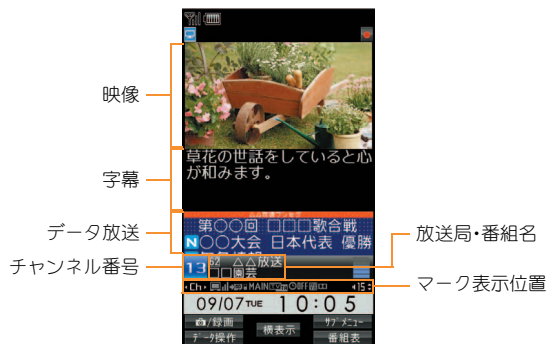 映像
草花の世話をしていると心
が和みます。
字幕
第○○回 □□□歌合戦
N○○大会 日本代表 優勝
データ放送
放送局・番組名
チャンネル番号
13 62 △△放送
□□園芸
マーク表示位置
Ch MAIN OFF 15
09/07 TUE 10:05
/録画 横表示 サブメニュー
データ操作 番組表